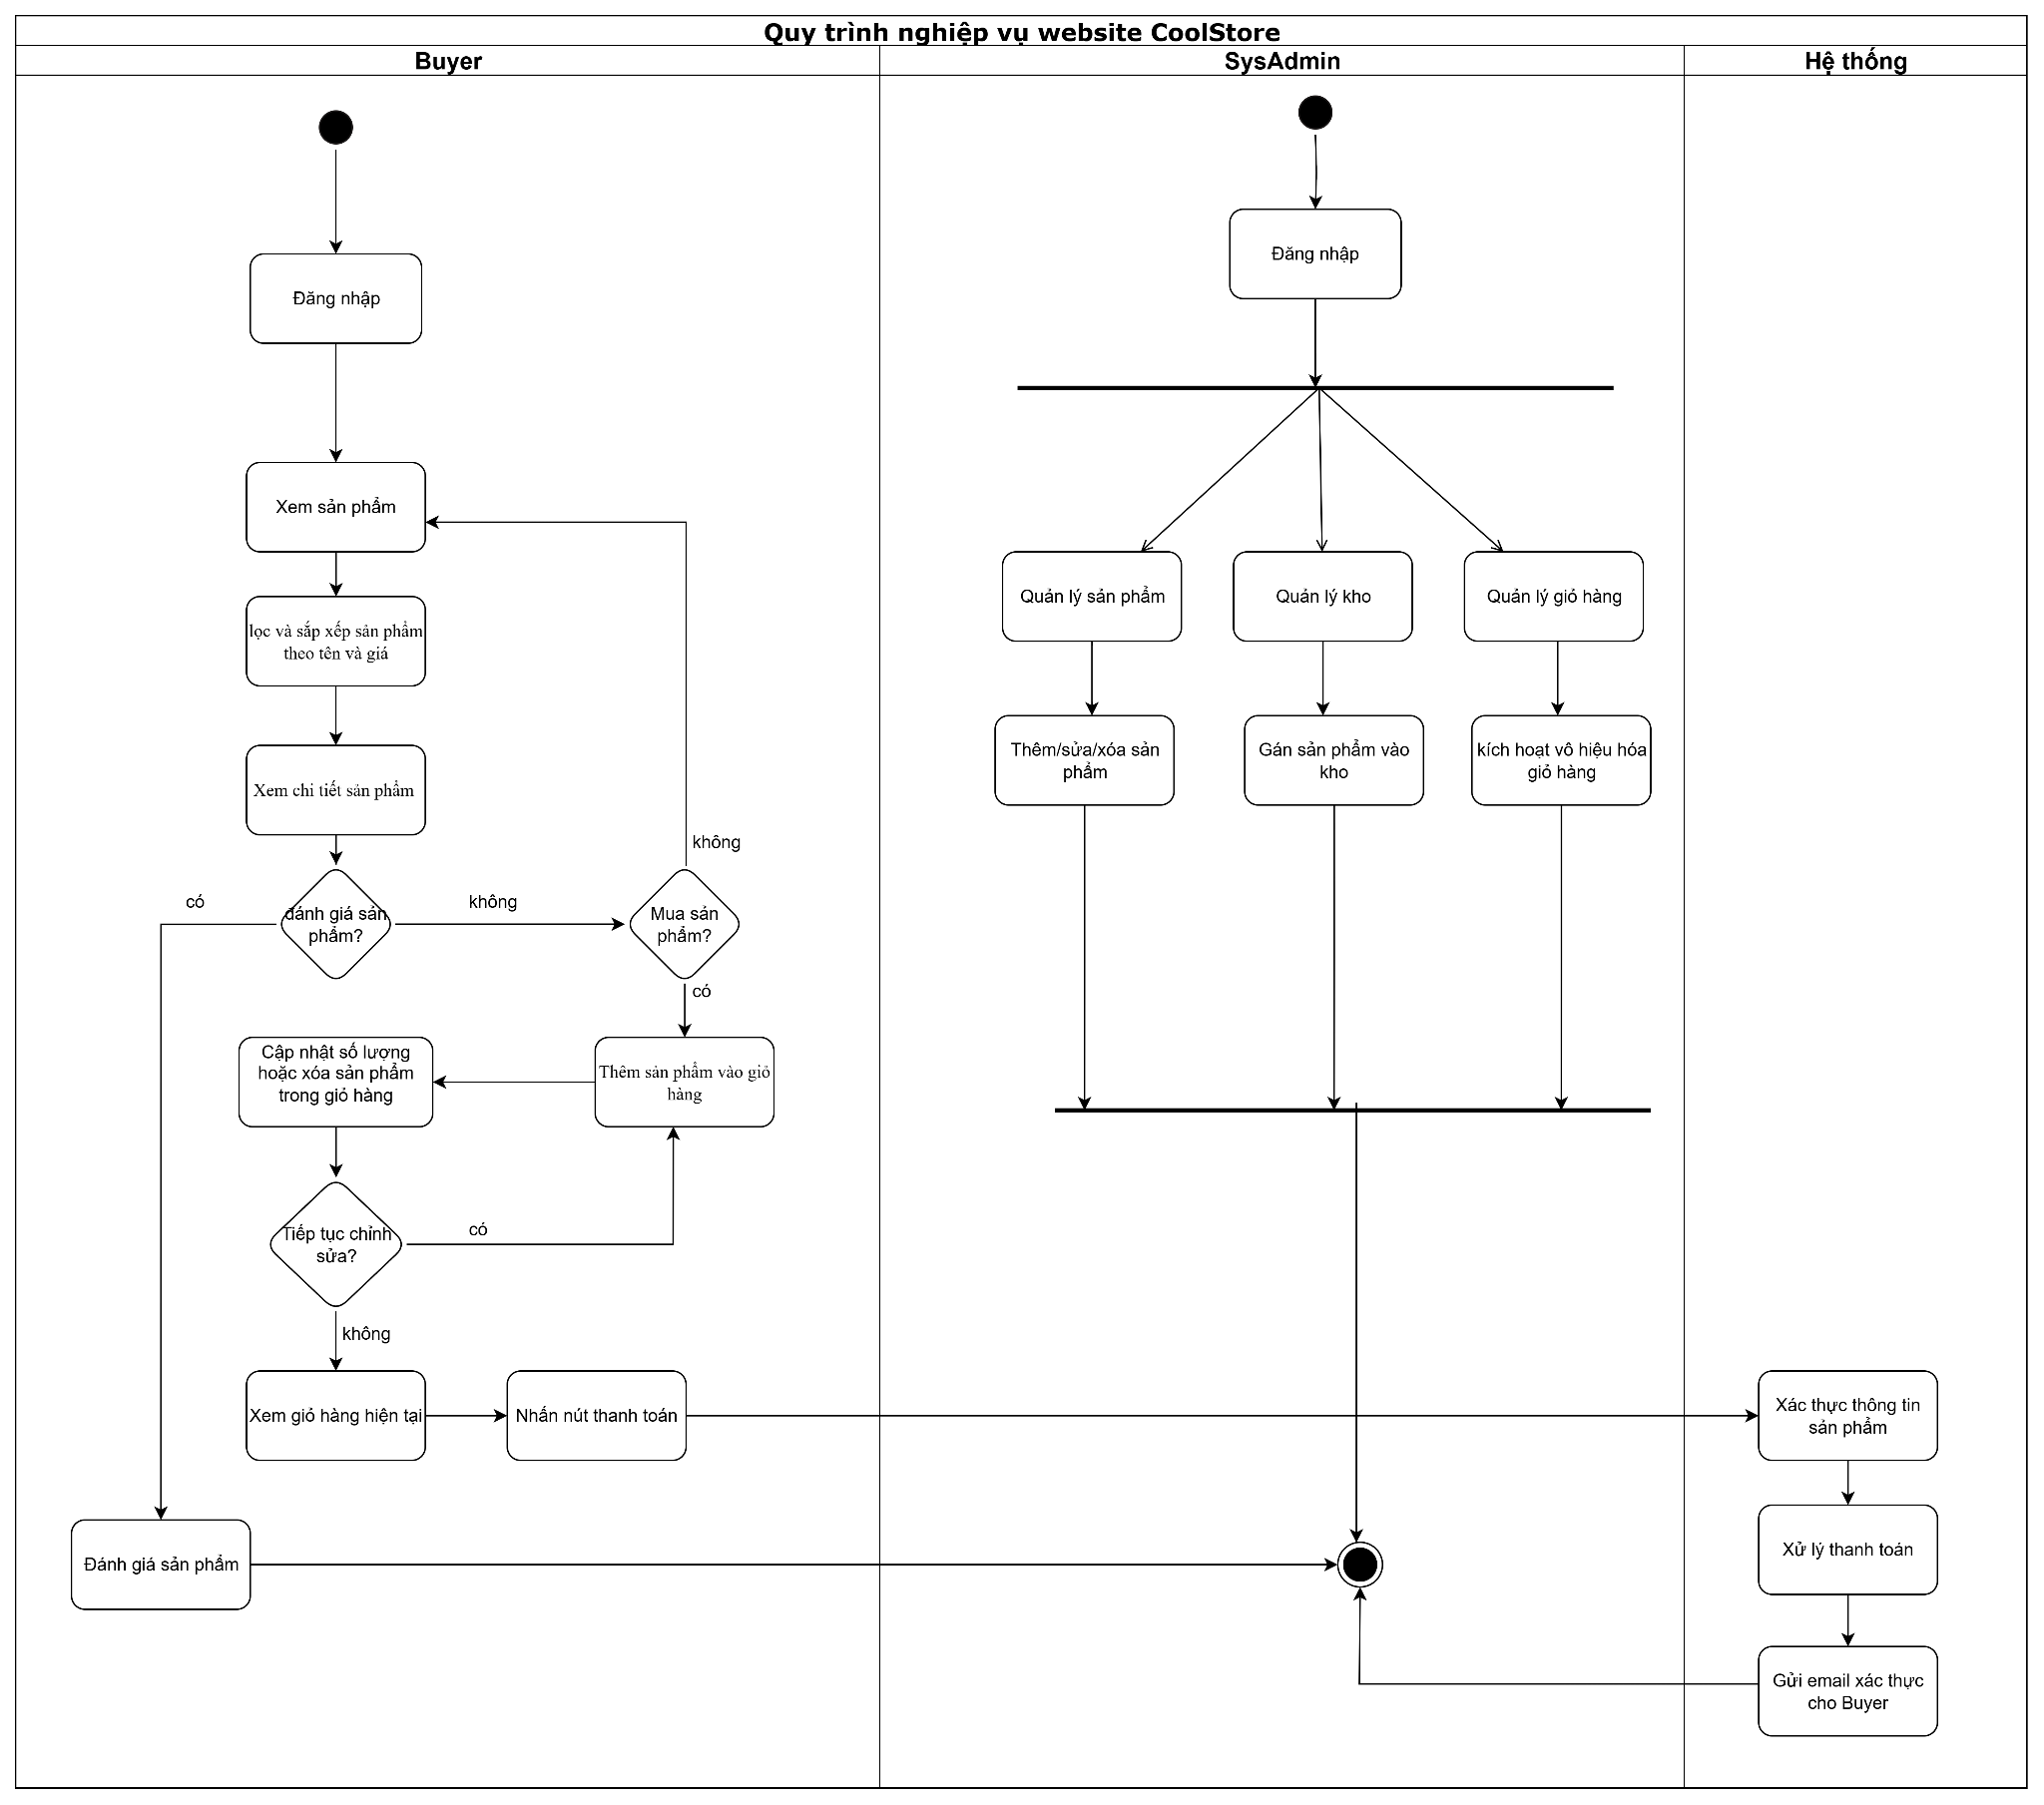 Quy trình nghiệp vụ website CoolStore
Buyer
SysAdmin
Hệ thống
Đăng nhập
Xem sản phẩm
lọc và sắp xếp sản phẩm
theo tên và giá
Xem chi tiết sản phẩm
đánh giá sản
phẩm?
có
không
Mua sản
phẩm?
không
có
Thêm sản phẩm vào giỏ
hàng
Cập nhật số lượng
hoặc xóa sản phẩm
trong giỏ hàng
Tiếp tục chỉnh
sửa?
có
không
Xem giỏ hàng hiện tại
Nhấn nút thanh toán
Đánh giá sản phẩm
Đăng nhập
Quản lý sản phẩm
Quản lý kho
Quản lý giỏ hàng
Thêm/sửa/xóa sản
phẩm
Gán sản phẩm vào
kho
kích hoạt vô hiệu hóa
giỏ hàng
Xác thực thông tin
sản phẩm
Xử lý thanh toán
Gửi email xác thực
cho Buyer